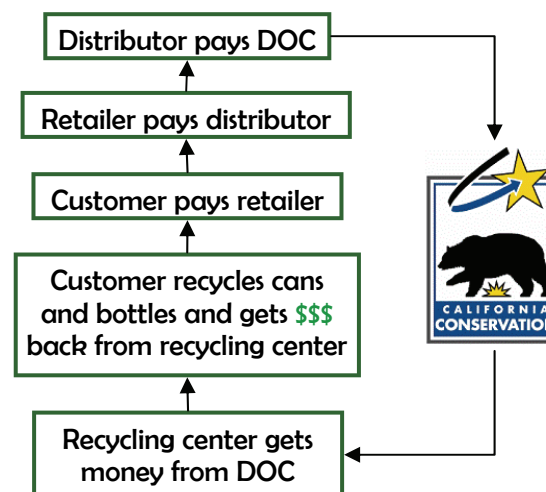 Distributor pays DOC
Retailer pays distributor
Customer pays retailer
Customer recycles cans
and bottles and gets $$$
back from recycling center
Recycling center gets
money from DOC
CALIFORNIA
CONSERVATION